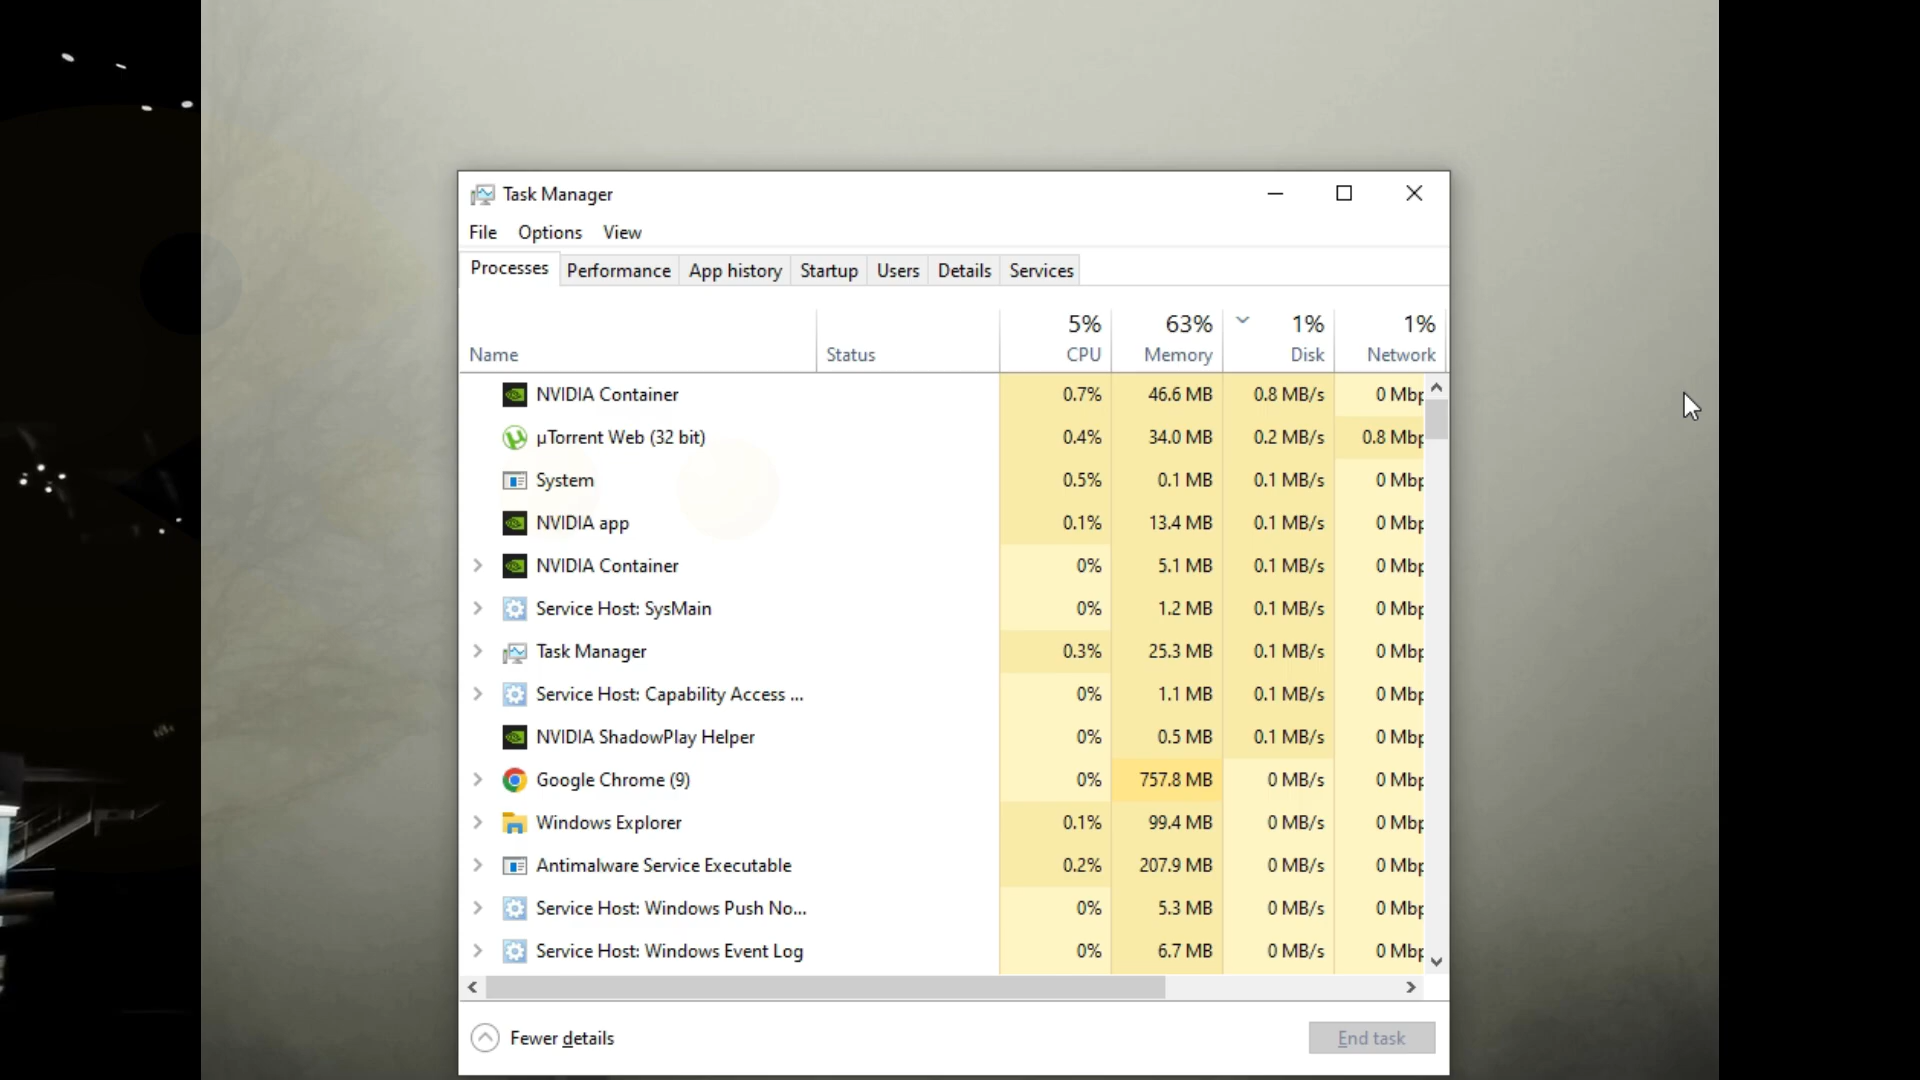 Task Manager
File Options View
Processes Performance App history Startup Users Details Services
5% 63% 1% 1%
Name Status CPU Memory Disk Network
NVIDIA Container 0.7% 46.6 MB 0.8 MB/s 0 Mbp
µTorrent Web (32 bit) 0.4% 34.0 MB 0.2 MB/s 0.8 Mbp
System 0.5% 0.1 MB 0.1 MB/s 0 Mbp
NVIDIA app 0.1% 13.4 MB 0.1 MB/s 0 Mbp
NVIDIA Container 0% 5.1 MB 0.1 MB/s 0 Mbp
Service Host: SysMain 0% 1.2 MB 0.1 MB/s 0 Mbp
Task Manager 0.3% 25.3 MB 0.1 MB/s 0 Mbp
Service Host: Capability Access ... 0% 1.1 MB 0.1 MB/s 0 Mbp
NVIDIA ShadowPlay Helper 0% 0.5 MB 0.1 MB/s 0 Mbp
Google Chrome (9) 0% 757.8 MB 0 MB/s 0 Mbp
Windows Explorer 0.1% 99.4 MB 0 MB/s 0 Mbp
Antimalware Service Executable 0.2% 207.9 MB 0 MB/s 0 Mbp
Service Host: Windows Push No... 0% 5.3 MB 0 MB/s 0 Mbp
Service Host: Windows Event Log 0% 6.7 MB 0 MB/s 0 Mbp
Fewer details End task